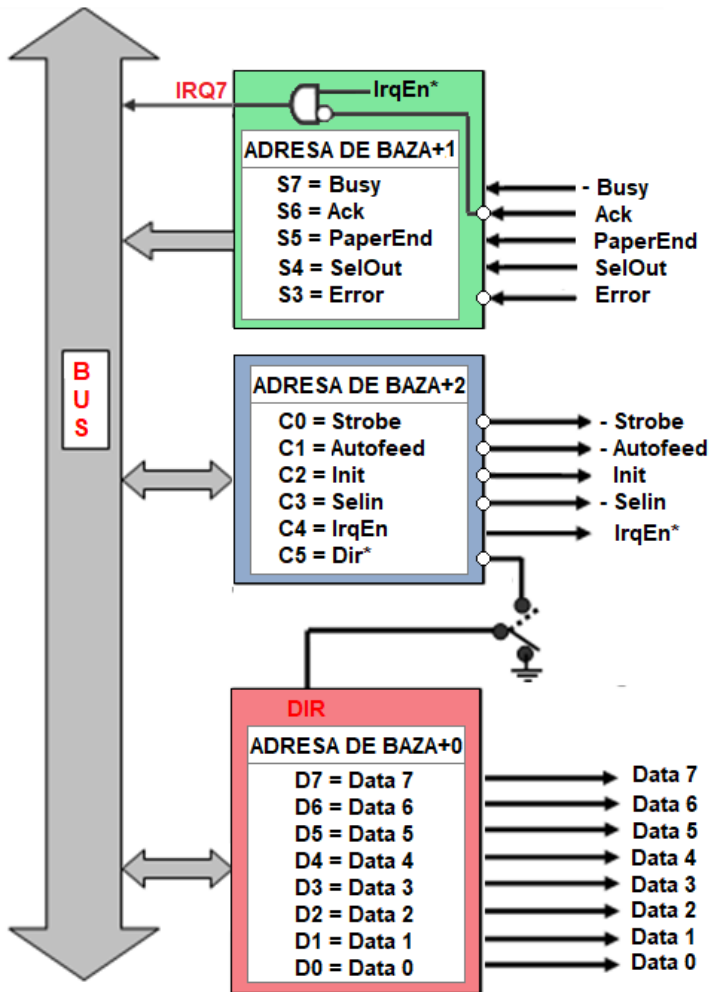 IRQ7
IrqEn*
ADRESA DE BAZA+1
S7 = Busy
S6 = Ack
S5 = PaperEnd
S4 = SelOut
S3 = Error
- Busy
Ack
PaperEnd
SelOut
Error
B
U
S
ADRESA DE BAZA+2
C0 = Strobe
C1 = Autofeed
C2 = Init
C3 = Selin
C4 = IrqEn
C5 = Dir*
- Strobe
- Autofeed
Init
- Selin
IrqEn*
DIR
ADRESA DE BAZA+0
D7 = Data 7
D6 = Data 6
D5 = Data 5
D4 = Data 4
D3 = Data 3
D2 = Data 2
D1 = Data 1
D0 = Data 0
Data 7
Data 6
Data 5
Data 4
Data 3
Data 2
Data 1
Data 0